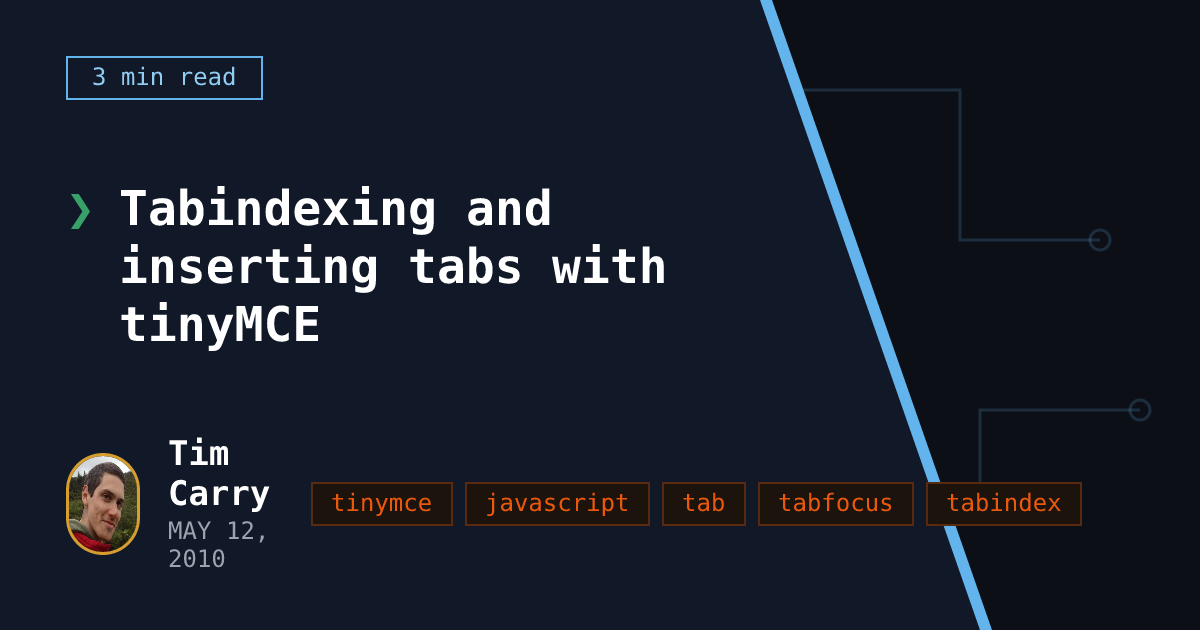 3 min read
❯ Tabindexing and
inserting tabs with
tinyMCE
Tim
Carry
MAY 12,
2010
tinymce javascript tab tabfocus tabindex